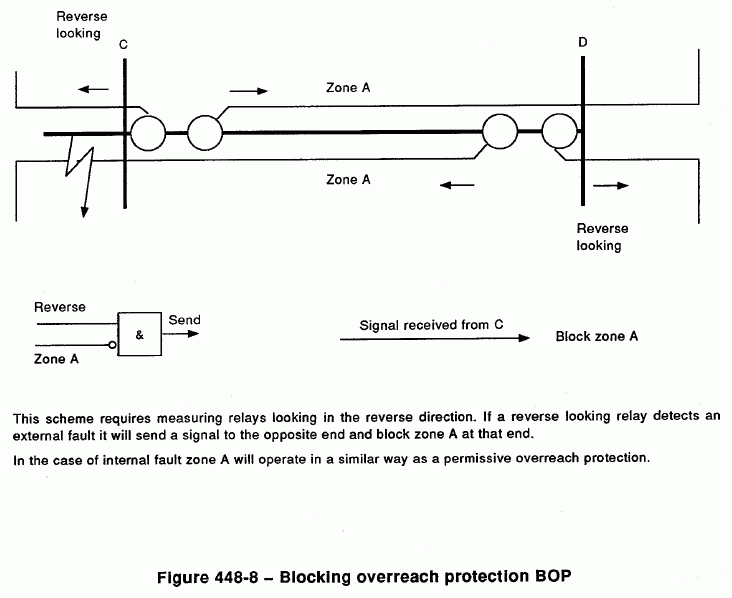 Reverse
looking
C
D
Zone A
Zone A
Reverse
looking
Reverse
Zone A
&
Send
Signal received from C
Block zone A
This scheme requires measuring relays looking in the reverse direction. If a reverse looking relay detects an
external fault it will send a signal to the opposite end and block zone A at that end.
In the case of internal fault zone A will operate in a similar way as a permissive overreach protection.
Figure 448-8 – Blocking overreach protection BOP